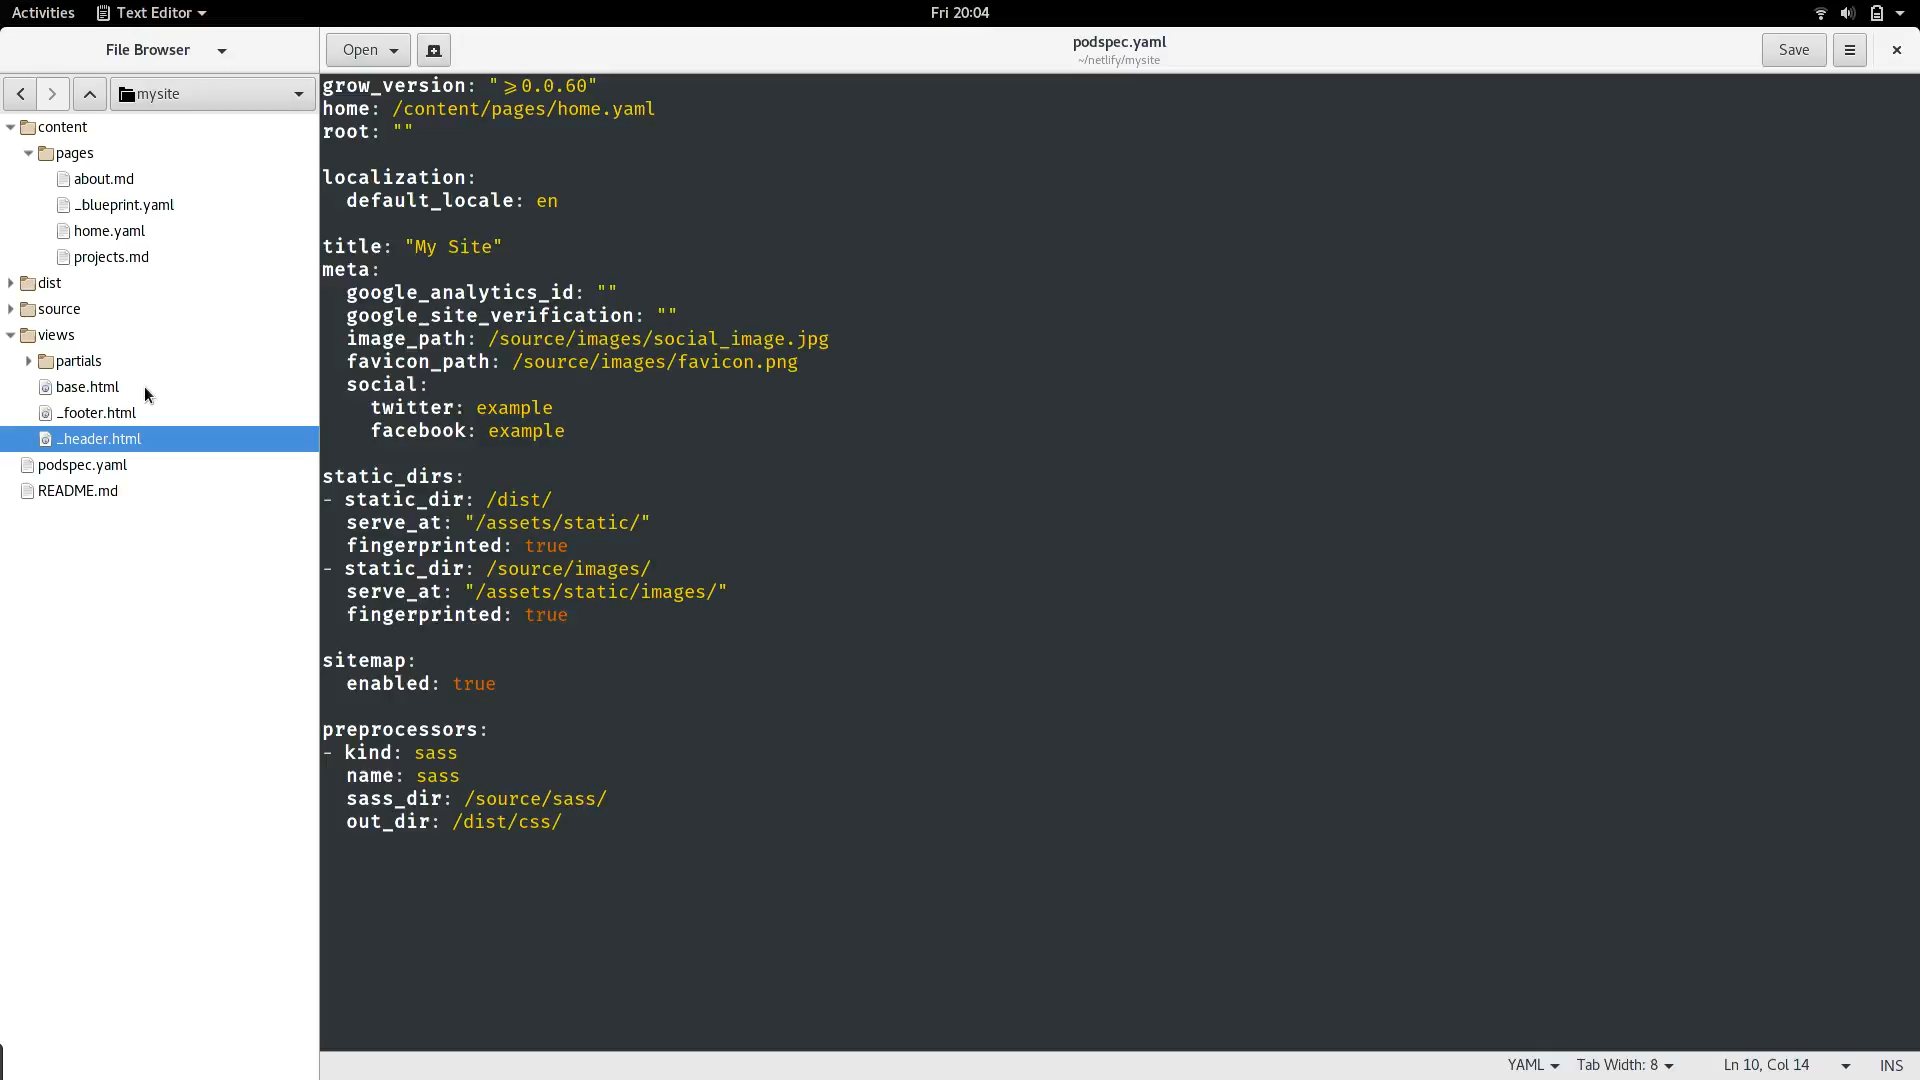 Activities Text Editor Fri 20:04
File Browser Open podspec.yaml Save
~/netlify/mysite
mysite
content
pages
about.md
_blueprint.yaml
home.yaml
projects.md
dist
source
views
partials
base.html
_footer.html
_header.html
podspec.yaml
README.md
grow_version: "⩾0.0.60"
home: /content/pages/home.yaml
root: ""
localization:
  default_locale: en
title: "My Site"
meta:
  google_analytics_id: ""
  google_site_verification: ""
  image_path: /source/images/social_image.jpg
  favicon_path: /source/images/favicon.png
  social:
    twitter: example
    facebook: example
static_dirs:
- static_dir: /dist/
  serve_at: "/assets/static/"
  fingerprinted: true
- static_dir: /source/images/
  serve_at: "/assets/static/images/"
  fingerprinted: true
sitemap:
  enabled: true
preprocessors:
- kind: sass
  name: sass
  sass_dir: /source/sass/
  out_dir: /dist/css/
YAML Tab Width: 8 Ln 10, Col 14 INS